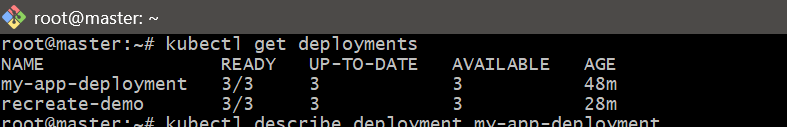 root@master: ~
root@master:~# kubectl get deployments
NAME                READY   UP-TO-DATE   AVAILABLE   AGE
my-app-deployment   3/3     3            3           48m
recreate-demo       3/3     3            3           28m
root@master:~# kubectl describe deployment my-app-deployment